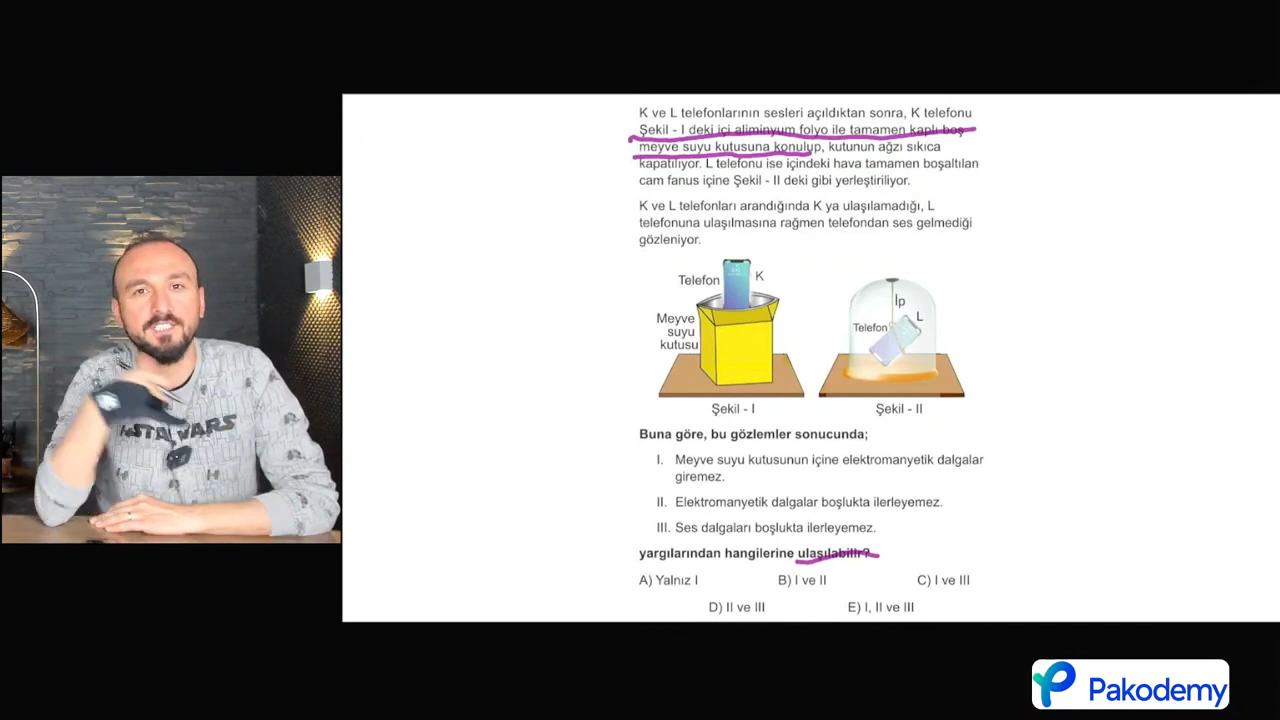 K ve L telefonlarının sesleri açıldıktan sonra, K telefonu
Şekil - I deki içi aliminyum folyo ile tamamen kaplı boş
meyve suyu kutusuna konulup, kutunun ağzı sıkıca
kapatılıyor. L telefonu ise içindeki hava tamamen boşaltılan
cam fanus içine Şekil - II deki gibi yerleştiriliyor.
K ve L telefonları arandığında K ya ulaşılamadığı, L
telefonuna ulaşılmasına rağmen telefondan ses gelmediği
gözleniyor.
Telefon K
Meyve
suyu
kutusu
İp
L
Telefon
Şekil - I
Şekil - II
Buna göre, bu gözlemler sonucunda;
I. Meyve suyu kutusunun içine elektromanyetik dalgalar
giremez.
II. Elektromanyetik dalgalar boşlukta ilerleyemez.
III. Ses dalgaları boşlukta ilerleyemez.
yargılarından hangilerine ulaşılabilir?
A) Yalnız I B) I ve II C) I ve III
D) II ve III E) I, II ve III
STAR WARS
Pakodemy